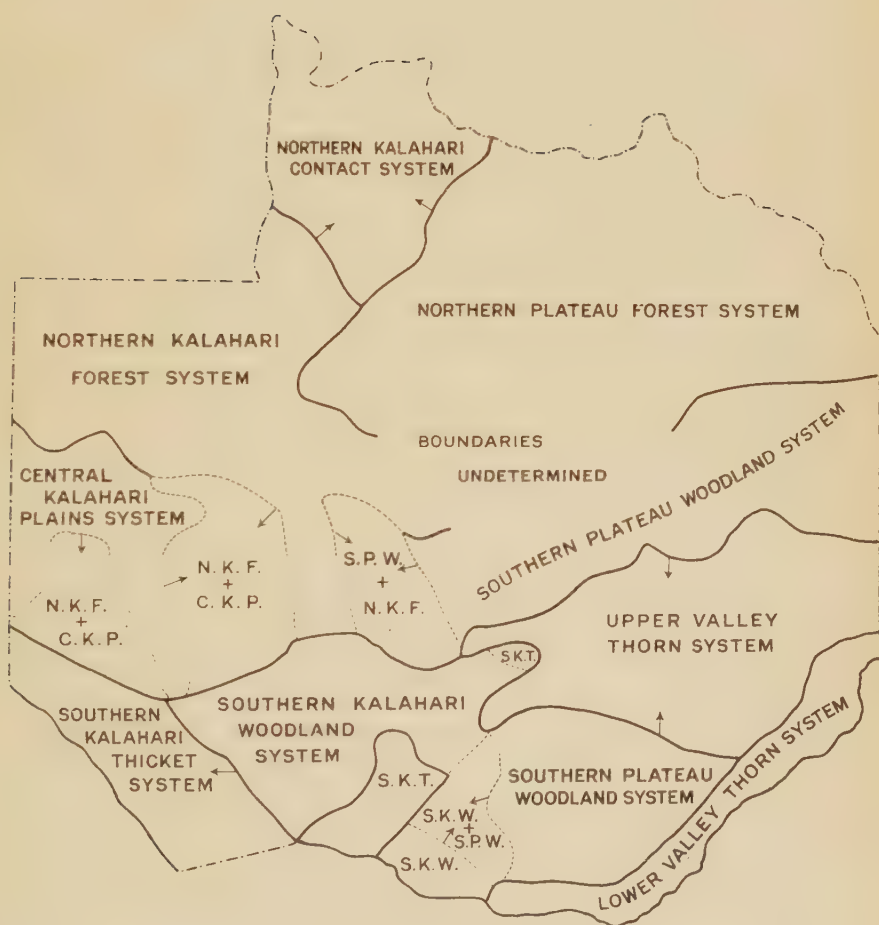 NORTHERN KALAHARI
CONTACT SYSTEM
NORTHERN PLATEAU FOREST SYSTEM
NORTHERN KALAHARI
FOREST SYSTEM
BOUNDARIES
UNDETERMINED
SOUTHERN PLATEAU WOODLAND SYSTEM
CENTRAL
KALAHARI
PLAINS SYSTEM
N. K. F.
+
C. K. P.
N. K. F.
+
C. K. P.
S. P. W.
+
N. K. F.
UPPER VALLEY
THORN SYSTEM
S.K.T.
SOUTHERN
KALAHARI
THICKET
SYSTEM
SOUTHERN KALAHARI
WOODLAND
SYSTEM
S.K.T.
SOUTHERN PLATEAU
WOODLAND SYSTEM
S.K.W.
+
S.P.W.
S.K.W.
LOWER VALLEY THORN SYSTEM